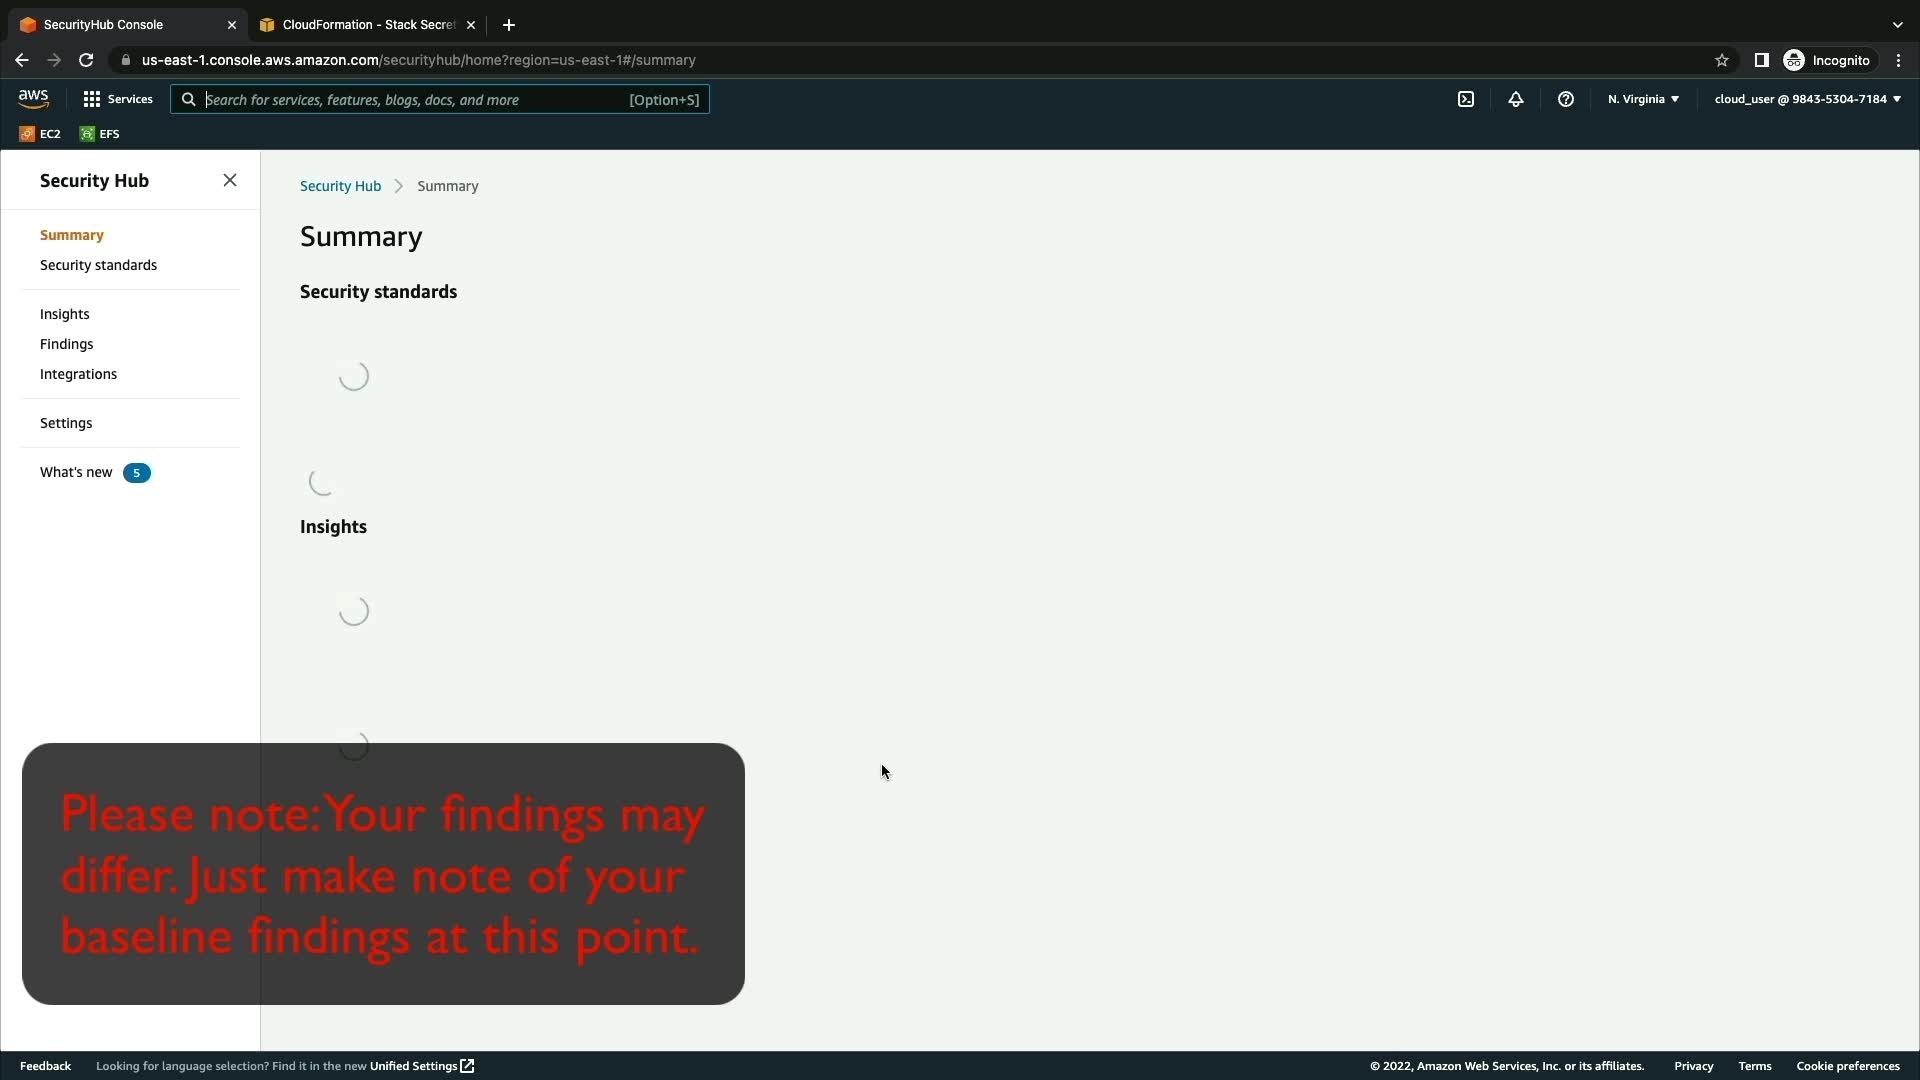 SecurityHub Console
CloudFormation - Stack Secret
us-east-1.console.aws.amazon.com/securityhub/home?region=us-east-1#/summary
Incognito
aws
Services
Search for services, features, blogs, docs, and more
[Option+S]
N. Virginia
cloud_user @ 9843-5304-7184
EC2
EFS
Security Hub
Summary
Security standards
Insights
Findings
Integrations
Settings
What's new 5
Security Hub
Summary
Summary
Security standards
Insights
Please note: Your findings may
differ. Just make note of your
baseline findings at this point.
Feedback
Looking for language selection? Find it in the new Unified Settings
© 2022, Amazon Web Services, Inc. or its affiliates.
Privacy
Terms
Cookie preferences